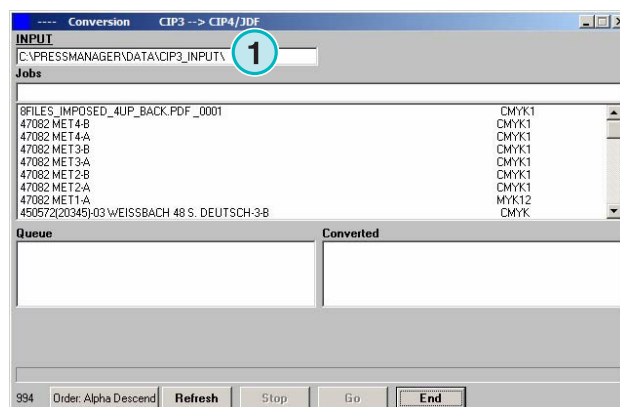 ---- Conversion CIP3 --> CIP4/JDF
INPUT
C:\PRESSMANAGER\DATA\CIP3_INPUT\
1
Jobs
8FILES_IMPOSED_4UP_BACK.PDF _0001 CMYK1
47082 MET4-B CMYK1
47082 MET4-A CMYK1
47082 MET3-B CMYK1
47082 MET3-A CMYK1
47082 MET2-B CMYK1
47082 MET2-A CMYK1
47082 MET1-A MYK12
450572(20345)-03 WEISSBACH 48 S. DEUTSCH-3-B CMYK
Queue Converted
994 Order: Alpha Descend Refresh Stop Go End